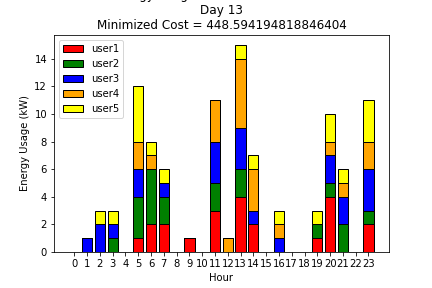 Day 13
Minimized Cost = 448.594194818846404
user1
user2
user3
user4
user5
Energy Usage (kW)
14
12
10
8
6
4
2
0
0 1 2 3 4 5 6 7 8 9 10 11 12 13 14 15 16 17 18 19 20 21 22 23
Hour